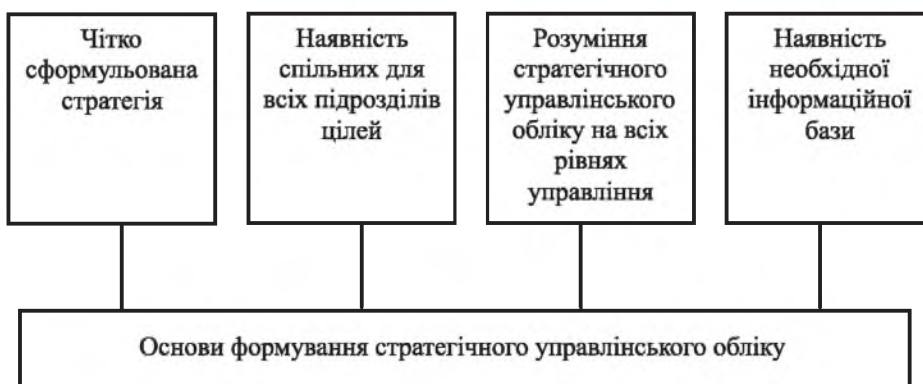 Чітко
сформульована
стратегія
Наявність
спільних для
всіх підрозділів
цілей
Розуміння
стратегічного
управлінського
обліку на всіх
рівнях
управління
Наявність
необхідної
інформаційної
бази
Основи формування стратегічного управлінського обліку